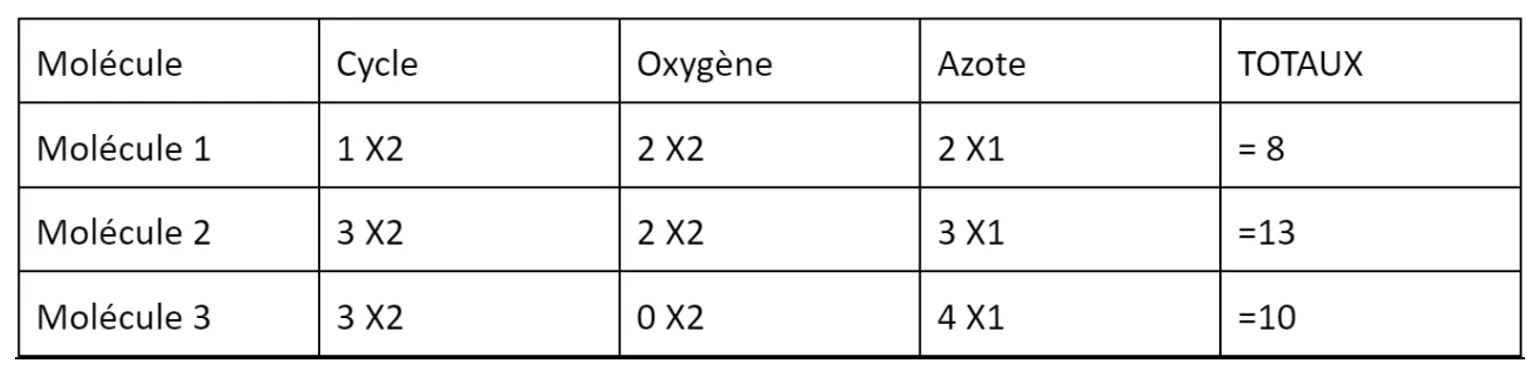 Molécule Cycle Oxygène Azote TOTAUX
Molécule 1 1 X2 2 X2 2 X1 = 8
Molécule 2 3 X2 2 X2 3 X1 =13
Molécule 3 3 X2 0 X2 4 X1 =10